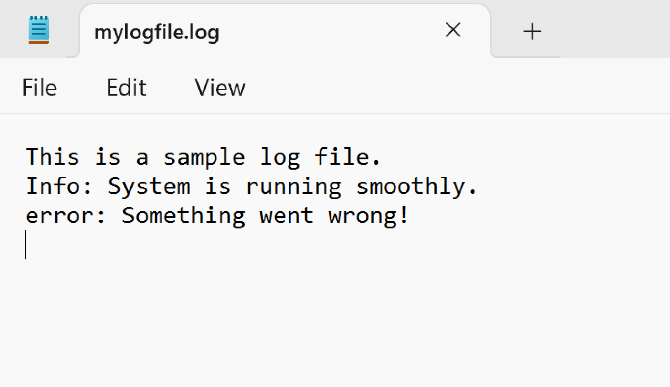 mylogfile.log
File Edit View
This is a sample log file.
Info: System is running smoothly.
error: Something went wrong!